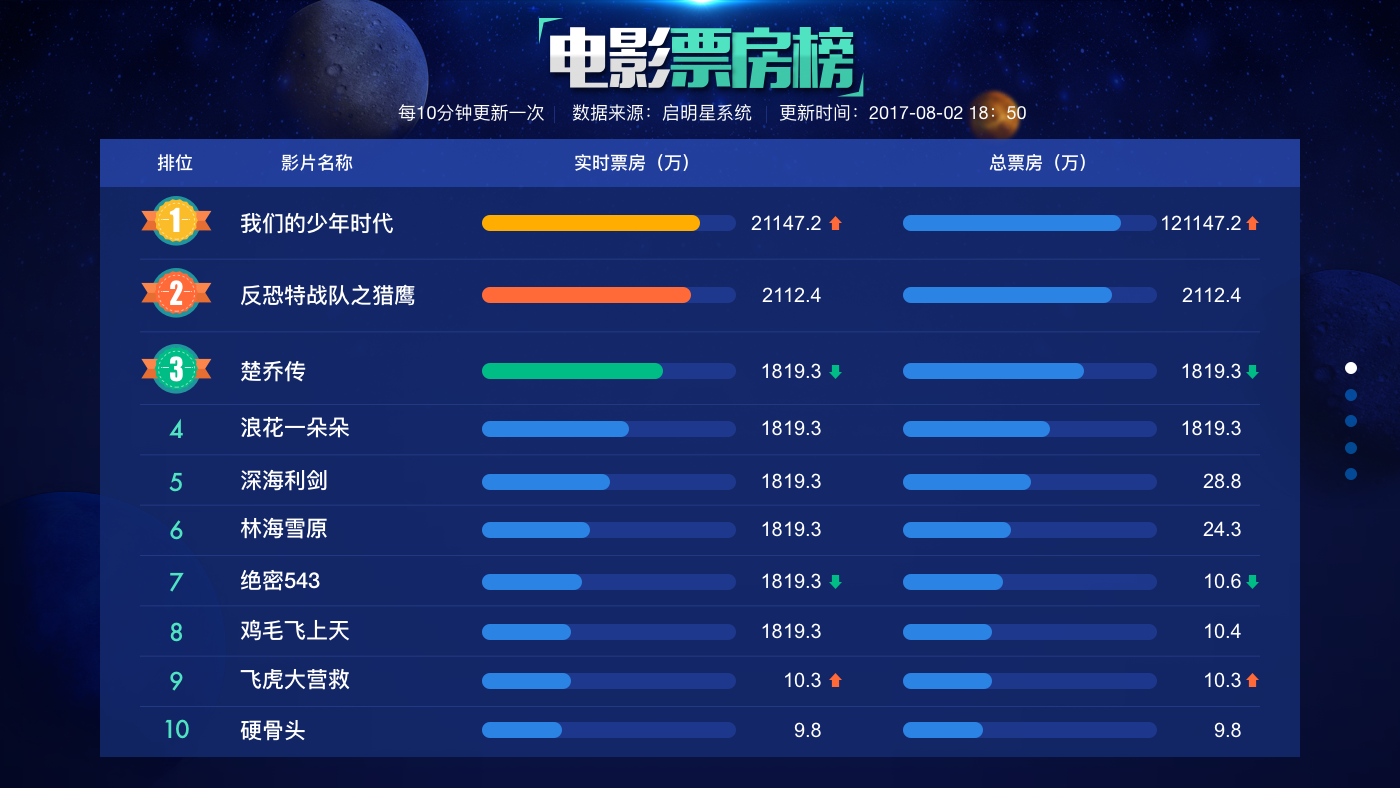 电影票房榜
每10分钟更新一次 数据来源：启明星系统 更新时间：2017-08-02 18：50
排位 影片名称 实时票房（万） 总票房（万）
1 我们的少年时代 21147.2 121147.2
2 反恐特战队之猎鹰 2112.4 2112.4
3 楚乔传 1819.3 1819.3
4 浪花一朵朵 1819.3 1819.3
5 深海利剑 1819.3 28.8
6 林海雪原 1819.3 24.3
7 绝密543 1819.3 10.6
8 鸡毛飞上天 1819.3 10.4
9 飞虎大营救 10.3 10.3
10 硬骨头 9.8 9.8